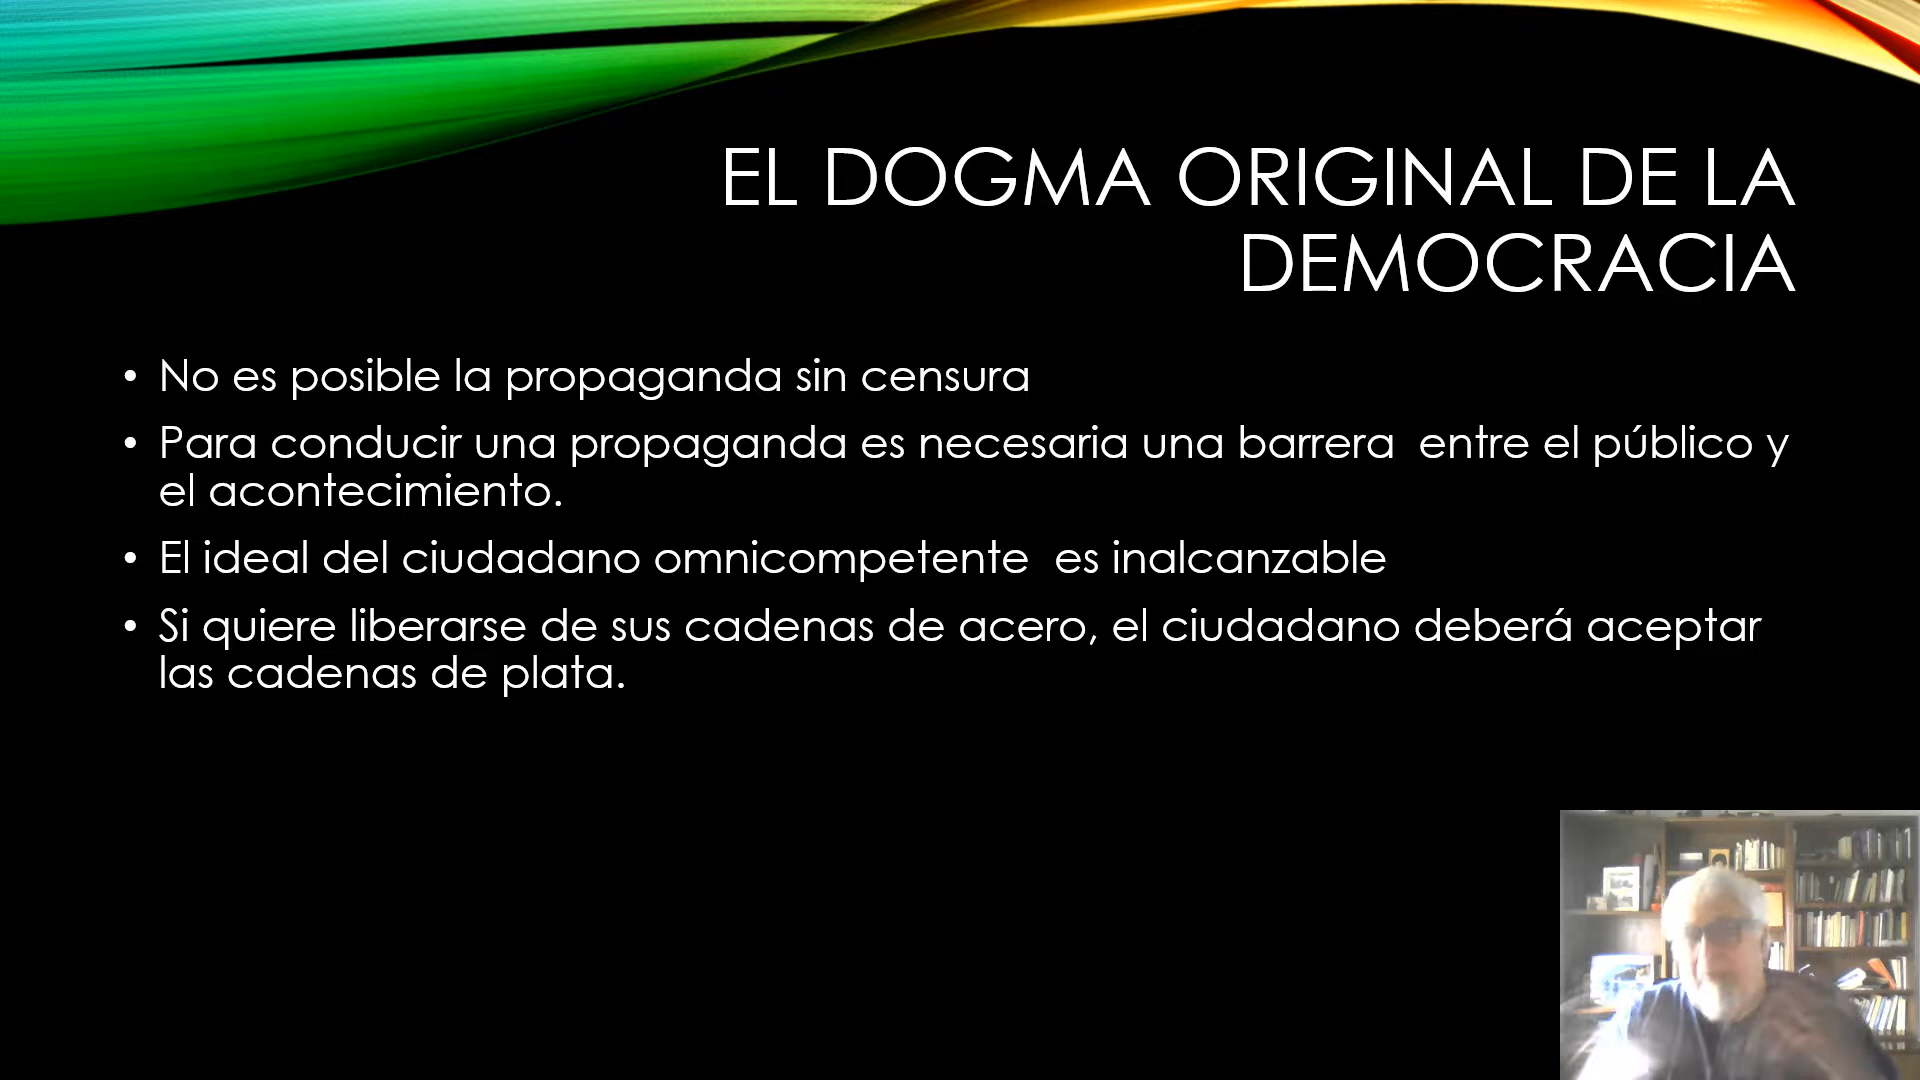 EL DOGMA ORIGINAL DE LA
DEMOCRACIA
• No es posible la propaganda sin censura
• Para conducir una propaganda es necesaria una barrera  entre el público y
el acontecimiento.
• El ideal del ciudadano omnicompetente  es inalcanzable
• Si quiere liberarse de sus cadenas de acero, el ciudadano deberá aceptar
las cadenas de plata.